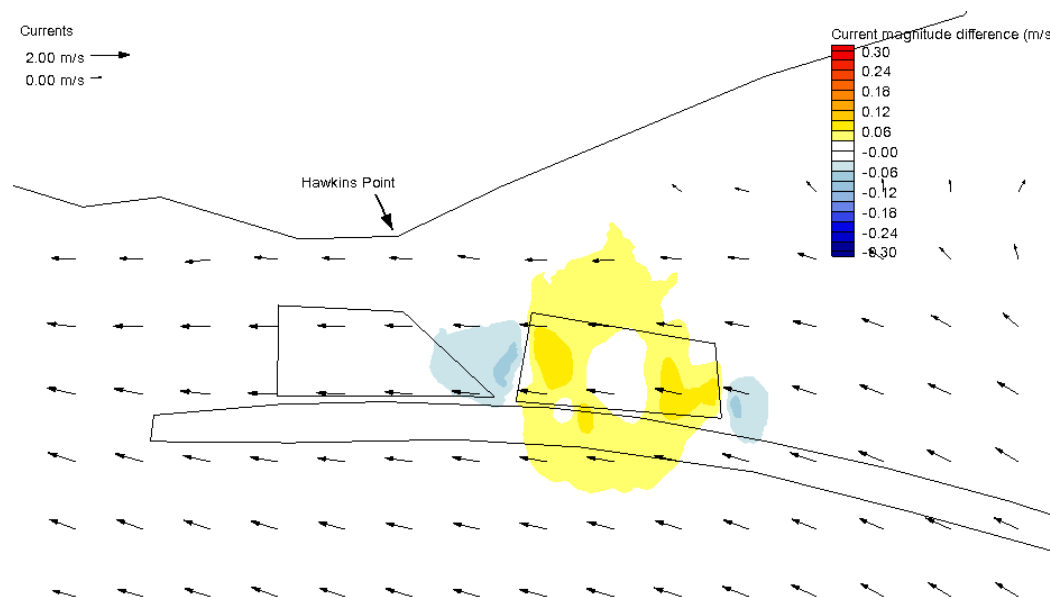 Currents
2.00 m/s
0.00 m/s
Current magnitude difference (m/s
0.30
0.24
0.18
0.12
0.06
-0.00
-0.06
-0.12
-0.18
-0.24
-0.30
Hawkins Point